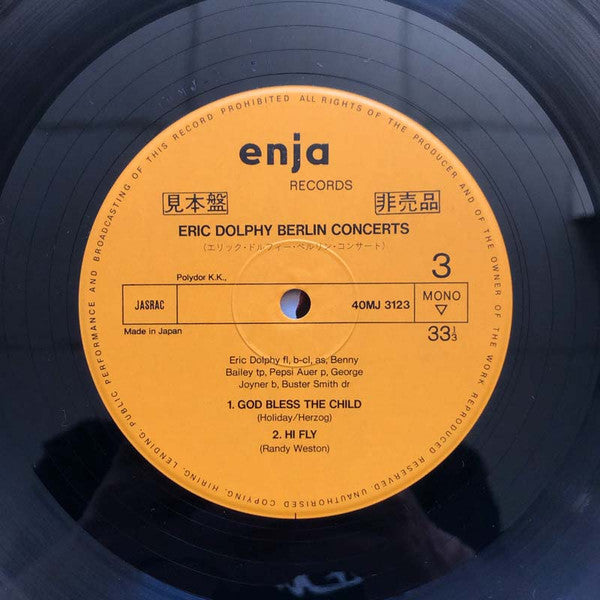 PUBLIC PERFORMANCE AND BROADCASTING OF THIS RECORD PROHIBITED ALL RIGHTS OF THE PRODUCER AND OF THE OWNER OF THE WORK REPRODUCED RESERVED UNAUTHORISED COPYING, HIRING, LENDING,
enja
RECORDS
見本盤 非売品
ERIC DOLPHY BERLIN CONCERTS
(エリック・ドルフィー・ベルリン・コンサート)
Polydor K.K., 3
JASRAC 40MJ 3123 MONO ▽
Made in Japan 33⅓
Eric Dolphy fl, b-cl, as, Benny
Bailey tp, Pepsi Auer p, George
Joyner b, Buster Smith dr
1. GOD BLESS THE CHILD
(Holiday/Herzog)
2. HI FLY
(Randy Weston)